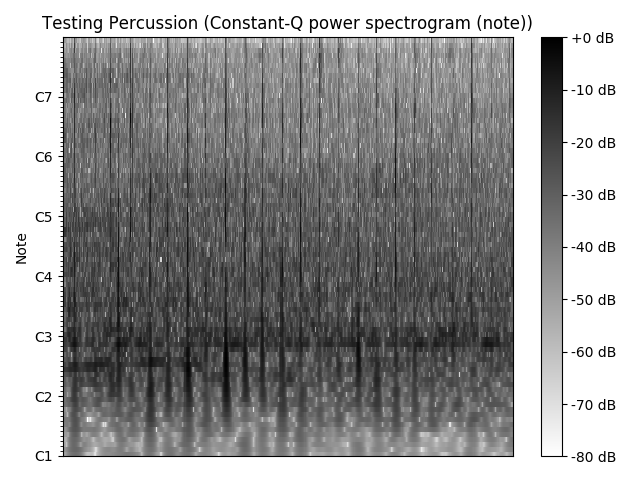 Testing Percussion (Constant-Q power spectrogram (note))
Note
C7
C6
C5
C4
C3
C2
C1
+0 dB
-10 dB
-20 dB
-30 dB
-40 dB
-50 dB
-60 dB
-70 dB
-80 dB